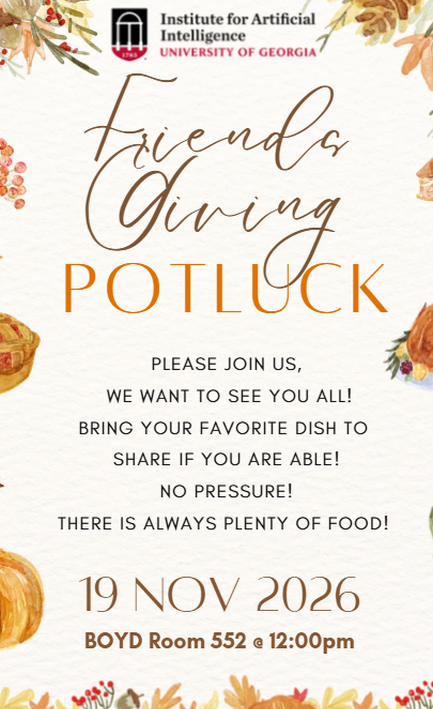 Institute for Artificial
Intelligence
UNIVERSITY OF GEORGIA
1785
Friends
Giving
POTLUCK
PLEASE JOIN US,
WE WANT TO SEE YOU ALL!
BRING YOUR FAVORITE DISH TO
SHARE IF YOU ARE ABLE!
NO PRESSURE!
THERE IS ALWAYS PLENTY OF FOOD!
19 NOV 2026
BOYD Room 552 @ 12:00pm